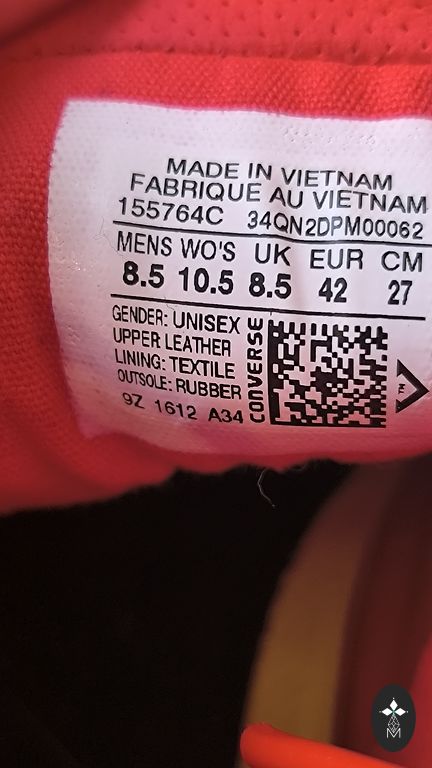 MADE IN VIETNAM
FABRIQUE AU VIETNAM
155764C 34QN2DPM00062
MENS WO'S UK EUR CM
8.5 10.5 8.5 42 27
GENDER: UNISEX
UPPER LEATHER
LINING: TEXTILE
OUTSOLE: RUBBER
9Z 1612 A34
CONVERSE
TM
M